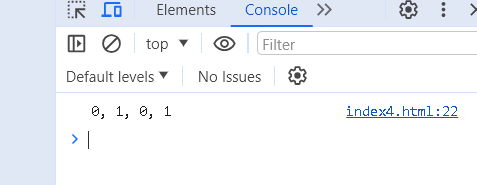 Elements Console
top Filter
Default levels No Issues
0, 1, 0, 1 index4.html:22